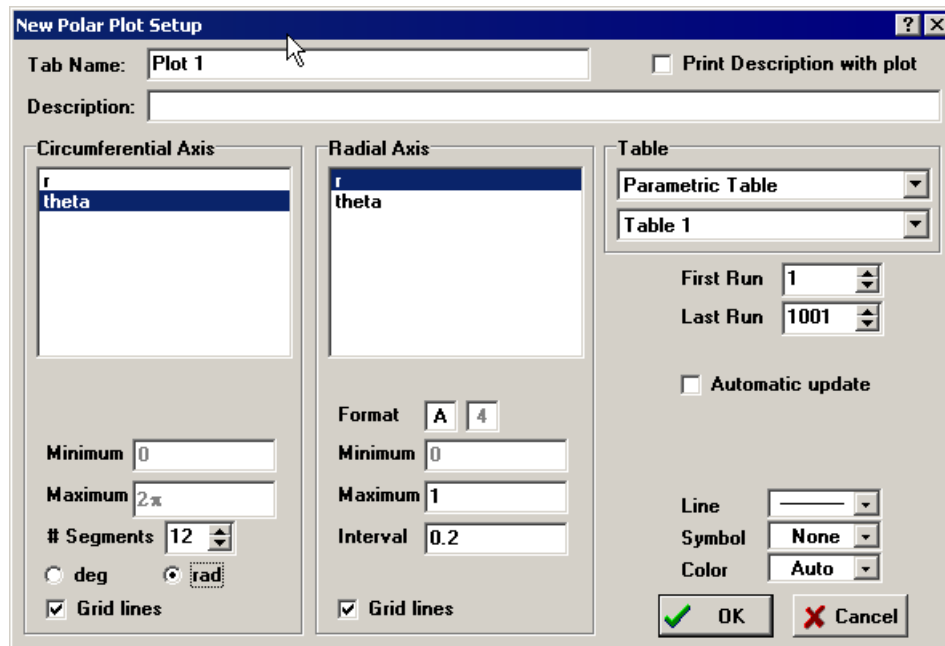 New Polar Plot Setup
Tab Name: Plot 1
Print Description with plot
Description:
Circumferential Axis
r
theta
Minimum 0
Maximum 2π
# Segments 12
deg rad
Grid lines
Radial Axis
r
theta
Format A 4
Minimum 0
Maximum 1
Interval 0.2
Grid lines
Table
Parametric Table
Table 1
First Run 1
Last Run 1001
Automatic update
Line
Symbol None
Color Auto
OK Cancel